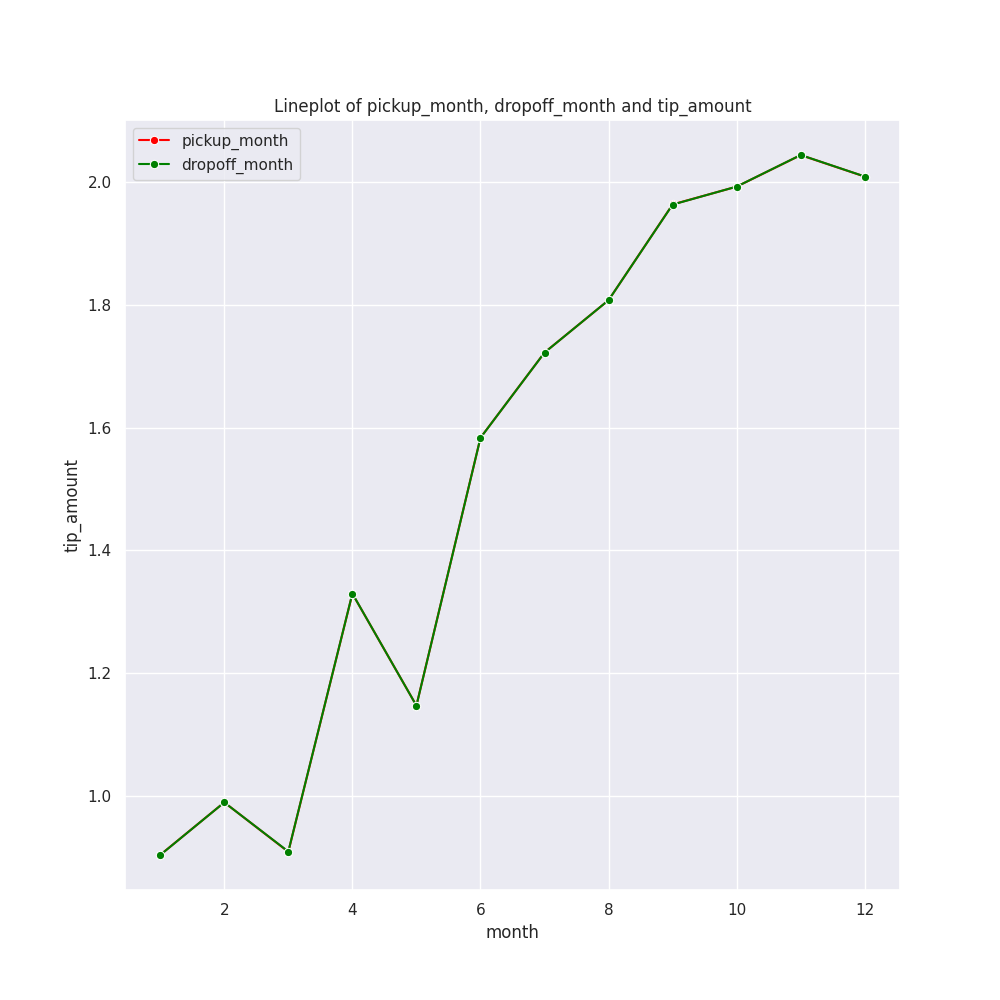 Lineplot of pickup_month, dropoff_month and tip_amount
pickup_month
dropoff_month
2.0
1.8
1.6
1.4
1.2
1.0
tip_amount
2 4 6 8 10 12
month